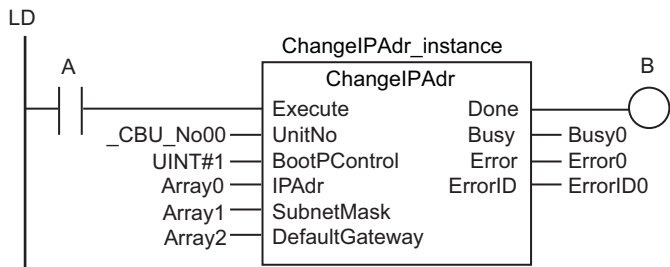 LD
A
ChangeIPAdr_instance
B
ChangeIPAdr
Execute Done
_CBU_No00 UnitNo Busy Busy0
UINT#1 BootPControl Error Error0
Array0 IPAdr ErrorID ErrorID0
Array1 SubnetMask
Array2 DefaultGateway